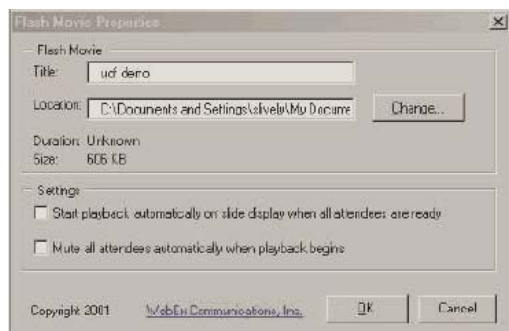 Flash Movie Properties
Flash Movie
Title: ucf demo
Location: C:\Documents and Settings\slively\My Docume Change...
Duration: Unknown
Size: 606 KB
Settings
Start playback automatically on slide display when all attendees are ready
Mute all attendees automatically when playback begins
Copyright 2001 WebEx Communications, Inc. OK Cancel